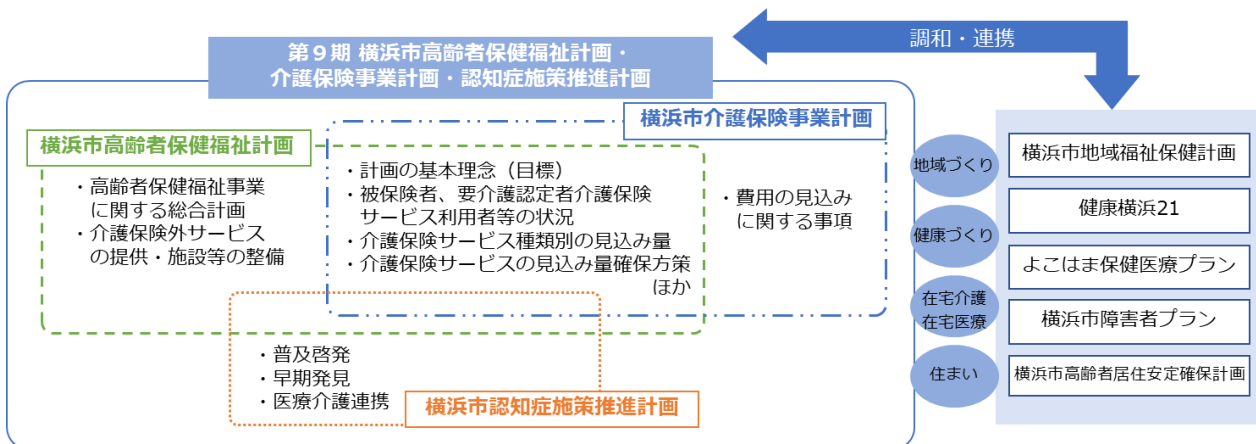 調和・連携
第９期 横浜市高齢者保健福祉計画・
介護保険事業計画・認知症施策推進計画
横浜市介護保険事業計画
横浜市高齢者保健福祉計画
・高齢者保健福祉事業
に関する総合計画
・介護保険外サービス
の提供・施設等の整備
・計画の基本理念（目標）
・被保険者、要介護認定者介護保険
サービス利用者等の状況
・介護保険サービス種類別の見込み量
・介護保険サービスの見込み量確保方策
ほか
・費用の見込み
に関する事項
・普及啓発
・早期発見
・医療介護連携
横浜市認知症施策推進計画
地域づくり
健康づくり
在宅介護
在宅医療
住まい
横浜市地域福祉保健計画
健康横浜21
よこはま保健医療プラン
横浜市障害者プラン
横浜市高齢者居住安定確保計画